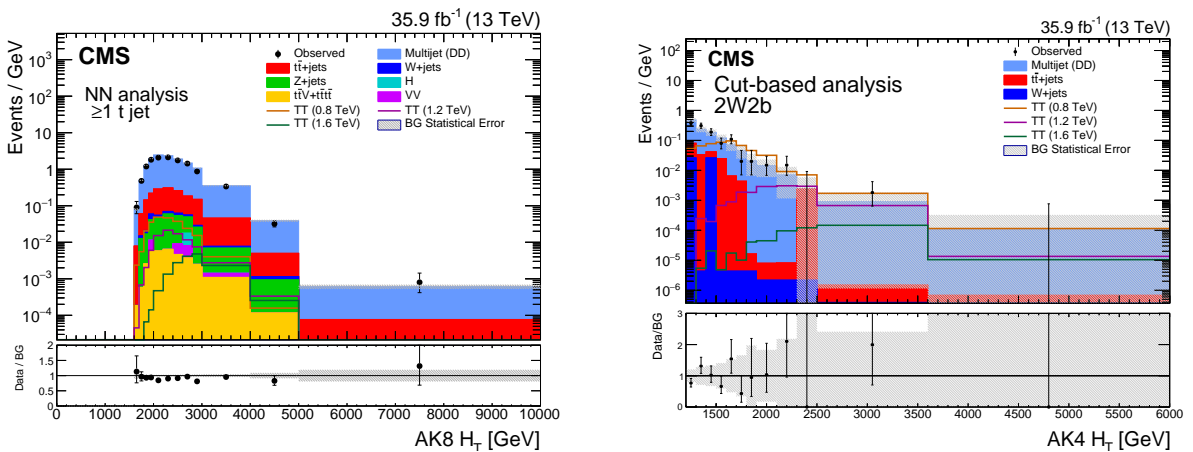 35.9 fb⁻¹ (13 TeV)
CMS
NN analysis
≥1 t jet
Observed
Multijet (DD)
tt̄+jets
W+jets
Z+jets
H
tt̄V+tt̄tt̄
VV
TT (0.8 TeV)
TT (1.2 TeV)
TT (1.6 TeV)
BG Statistical Error
Events / GeV
10³
10²
10
1
10⁻¹
10⁻²
10⁻³
10⁻⁴
Data / BG
2
1.5
1
0.5
0
0 1000 2000 3000 4000 5000 6000 7000 8000 9000 10000
AK8 H_T [GeV]
35.9 fb⁻¹ (13 TeV)
CMS
Cut-based analysis
2W2b
Observed
Multijet (DD)
tt̄+jets
W+jets
TT (0.8 TeV)
TT (1.2 TeV)
TT (1.6 TeV)
BG Statistical Error
Events / GeV
10²
10
1
10⁻¹
10⁻²
10⁻³
10⁻⁴
10⁻⁵
10⁻⁶
Data/BG
3
2
1
0
1500 2000 2500 3000 3500 4000 4500 5000 5500 6000
AK4 H_T [GeV]